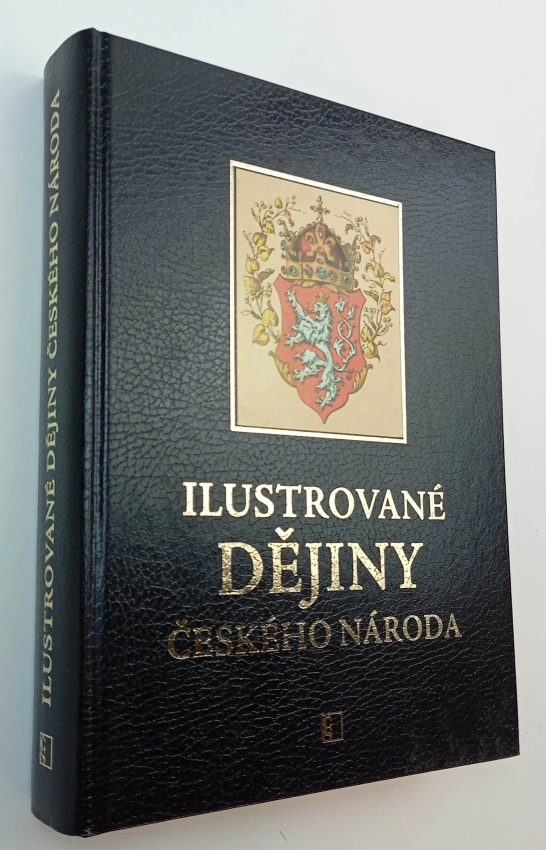 ILUSTROVANÉ DĚJINY ČESKÉHO NÁRODA
ILUSTROVANÉ
DĚJINY
ČESKÉHO NÁRODA